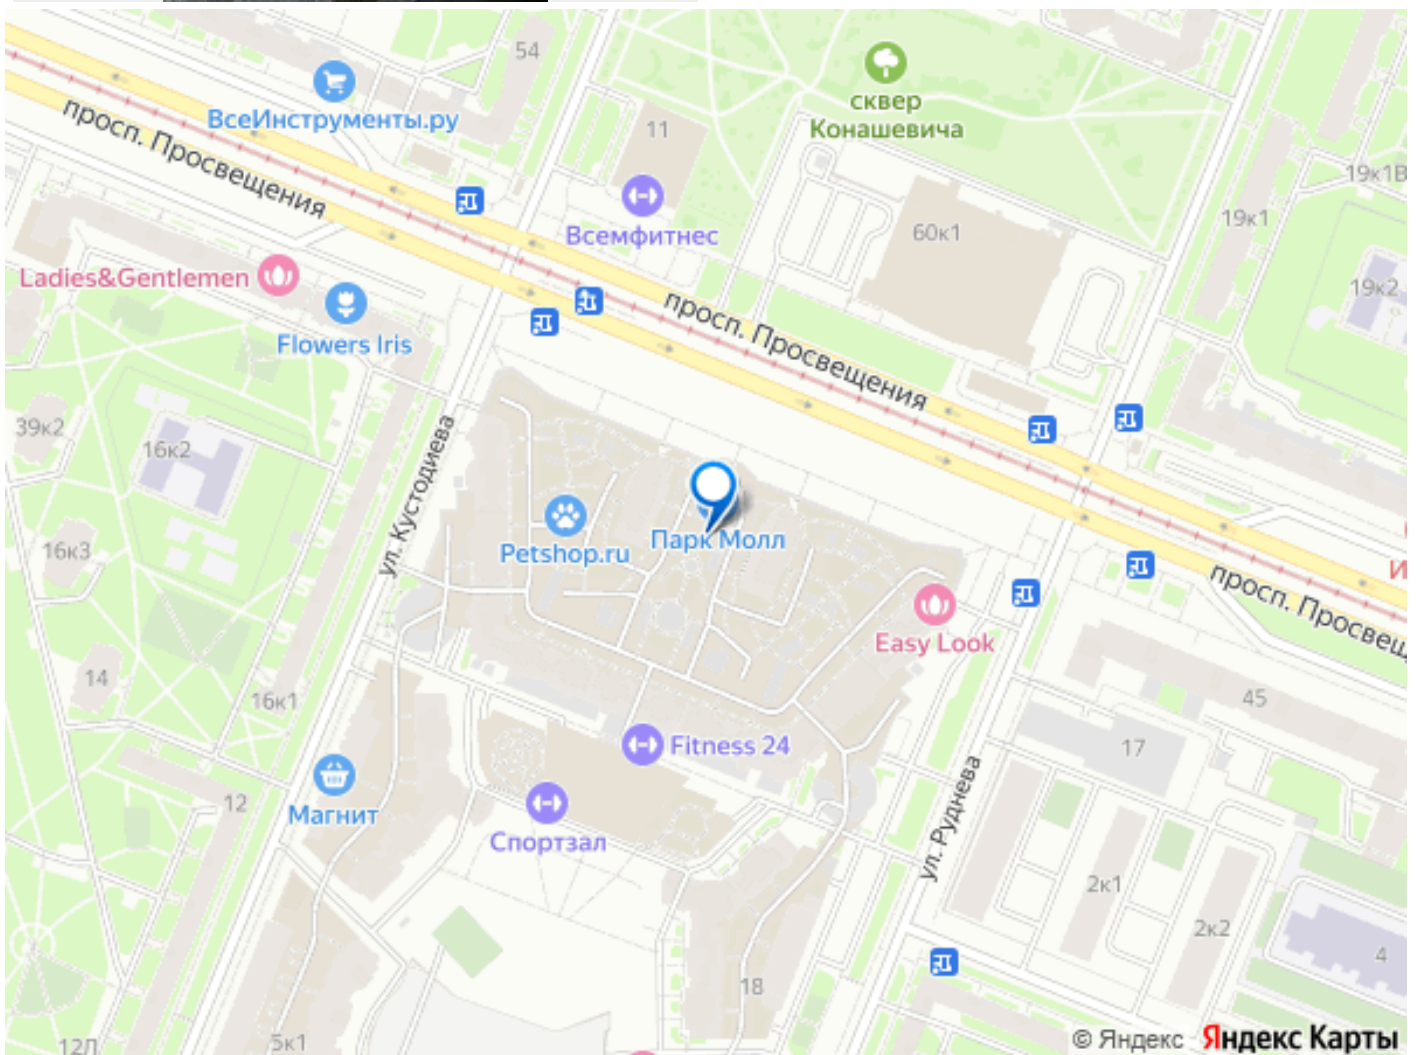 54
ВсеИнструменты.ру
сквер
Конашевича
11
просп. Просвещения
19к1В
19к1
Всемфитнес
60к1
Ladies&Gentlemen
19к2
просп. Просвещения
Flowers Iris
39к2
16к2
ул. Кустодиева
Парк Молл
Petshop.ru
16к3
И
просп. Просвещ
Easy Look
14
16к1
45
Fitness 24
17
12
Магнит
Спортзал
ул. Руднева
2к1
2к2
4
18
12Л
5к1
© Яндекс Яндекс Карты